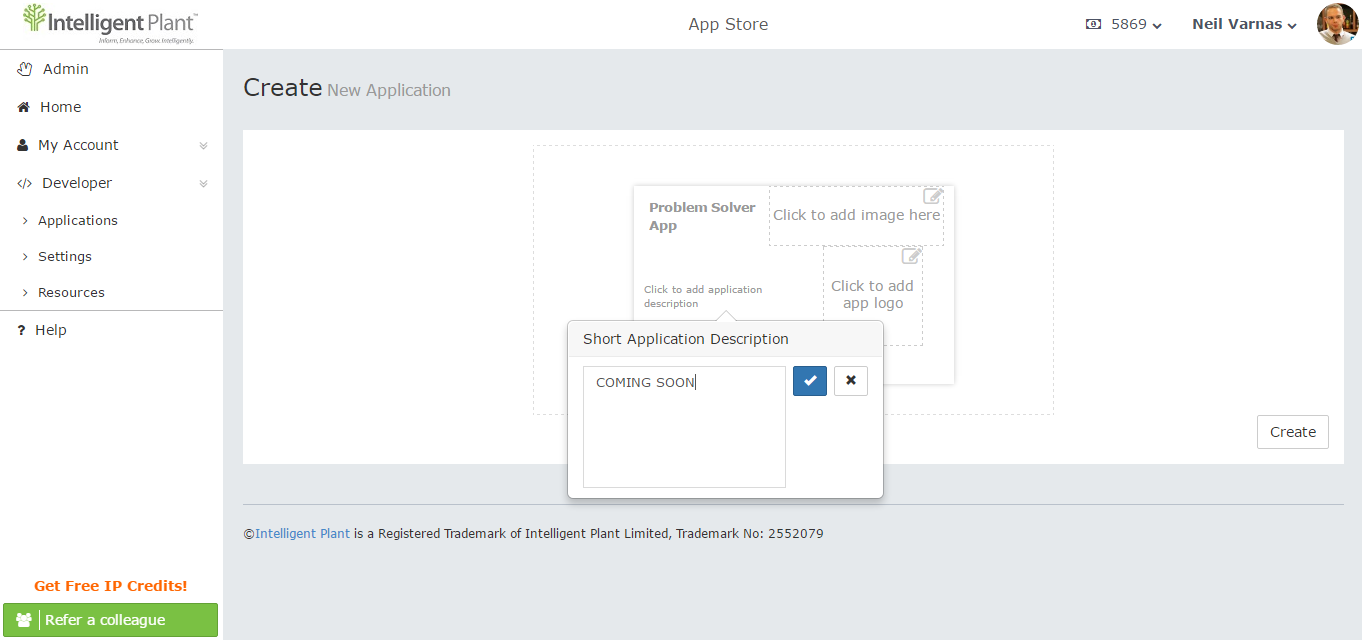 Intelligent Plant™
Inform, Enhance, Grow. Intelligently.
App Store
5869
Neil Varnas
Admin
Home
My Account
Developer
Applications
Settings
Resources
? Help
Get Free IP Credits!
Refer a colleague
Create New Application
Problem Solver
App
Click to add image here
Click to add application
description
Click to add
app logo
Short Application Description
COMING SOON
Create
©Intelligent Plant is a Registered Trademark of Intelligent Plant Limited, Trademark No: 2552079